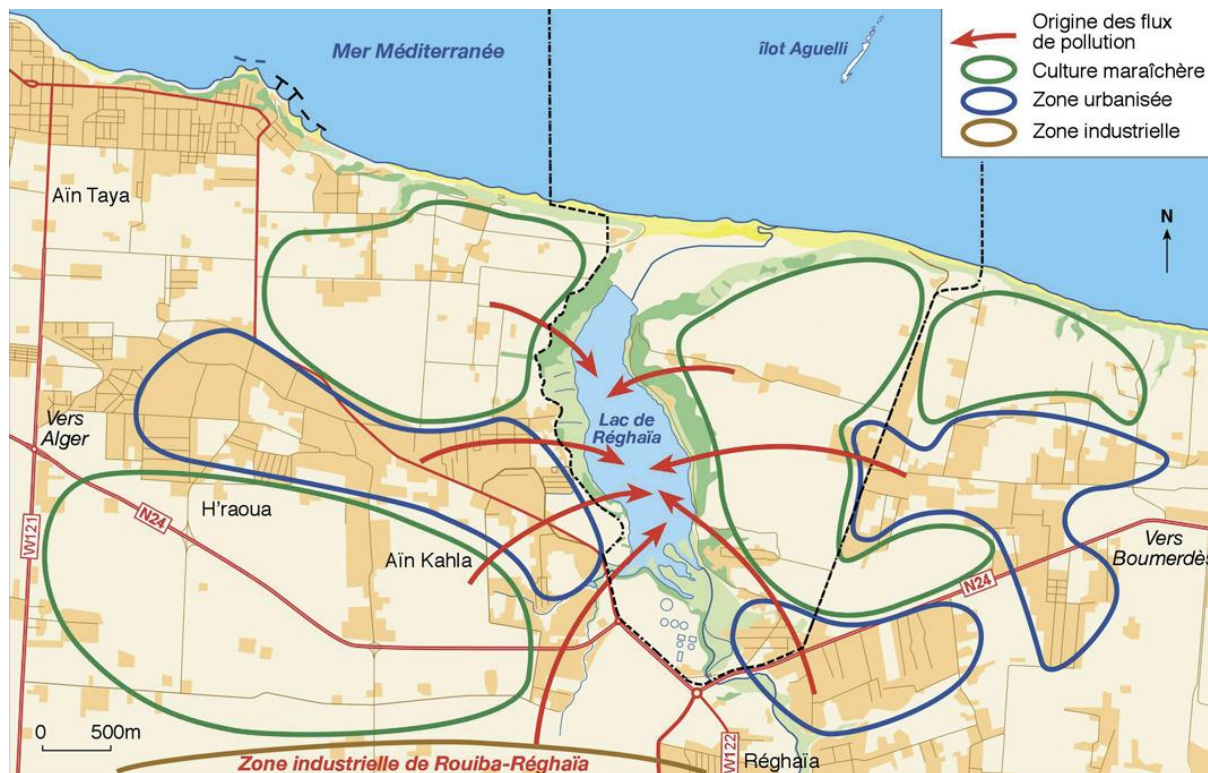 Mer Méditerranée
îlot Aguelli
Origine des flux
de pollution
Culture maraîchère
Zone urbanisée
Zone industrielle
N
Aïn Taya
Lac de
Réghaïa
Vers
Alger
H'raoua
N24
W121
Aïn Kahla
Vers
Boumerdès
N24
0 500m
Zone industrielle de Rouiba-Réghaïa
W122
Réghaïa